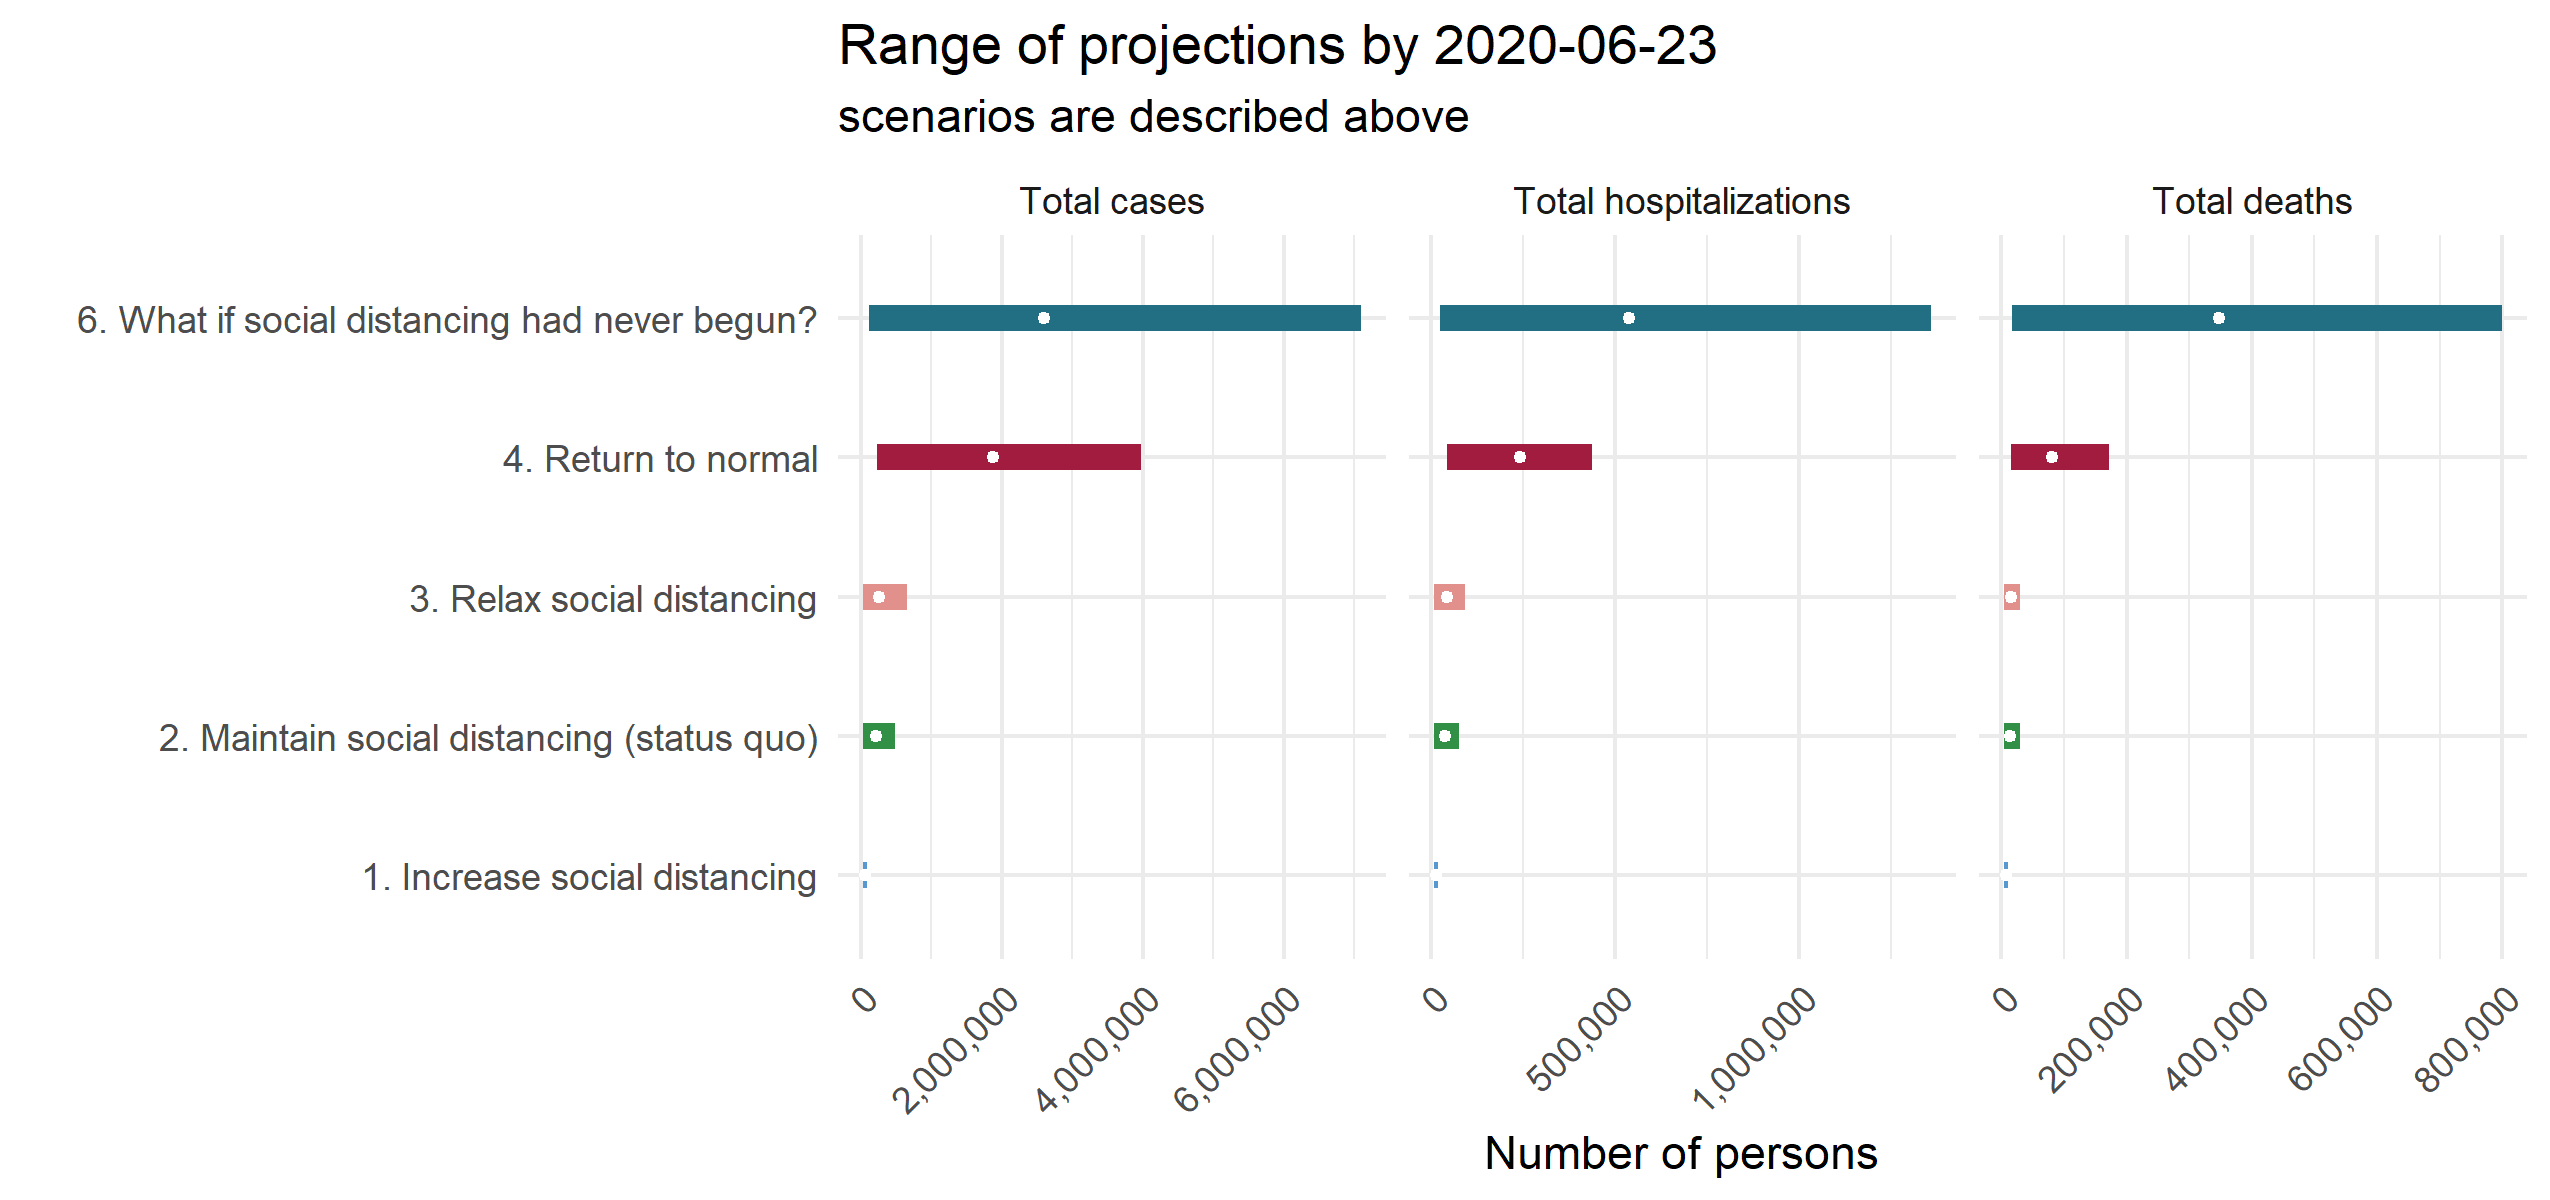 Range of projections by 2020-06-23
scenarios are described above
Total cases
Total hospitalizations
Total deaths
6. What if social distancing had never begun?
4. Return to normal
3. Relax social distancing
2. Maintain social distancing (status quo)
1. Increase social distancing
0
2,000,000
4,000,000
6,000,000
0
500,000
1,000,000
0
200,000
400,000
600,000
800,000
Number of persons